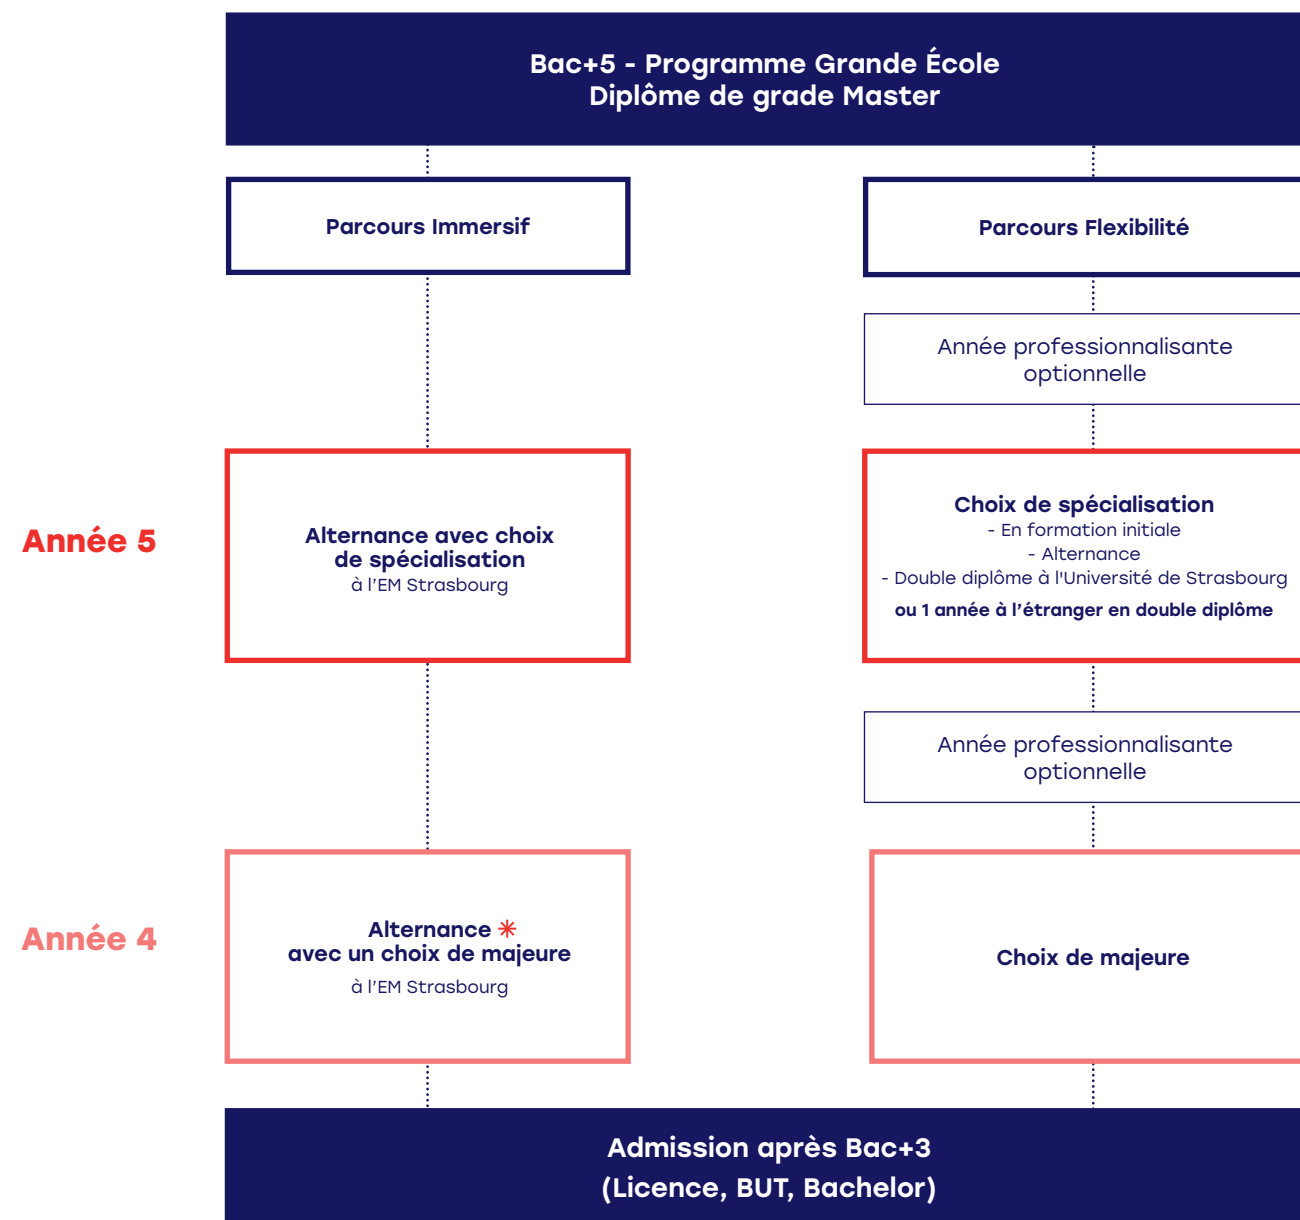 Bac+5 - Programme Grande École
Diplôme de grade Master
Parcours Immersif
Parcours Flexibilité
Année professionnalisante
optionnelle
Année 5
Alternance avec choix
de spécialisation
à l'EM Strasbourg
Choix de spécialisation
- En formation initiale
- Alternance
- Double diplôme à l'Université de Strasbourg
ou 1 année à l'étranger en double diplôme
Année professionnalisante
optionnelle
Année 4
Alternance ✳
avec un choix de majeure
à l'EM Strasbourg
Choix de majeure
Admission après Bac+3
(Licence, BUT, Bachelor)